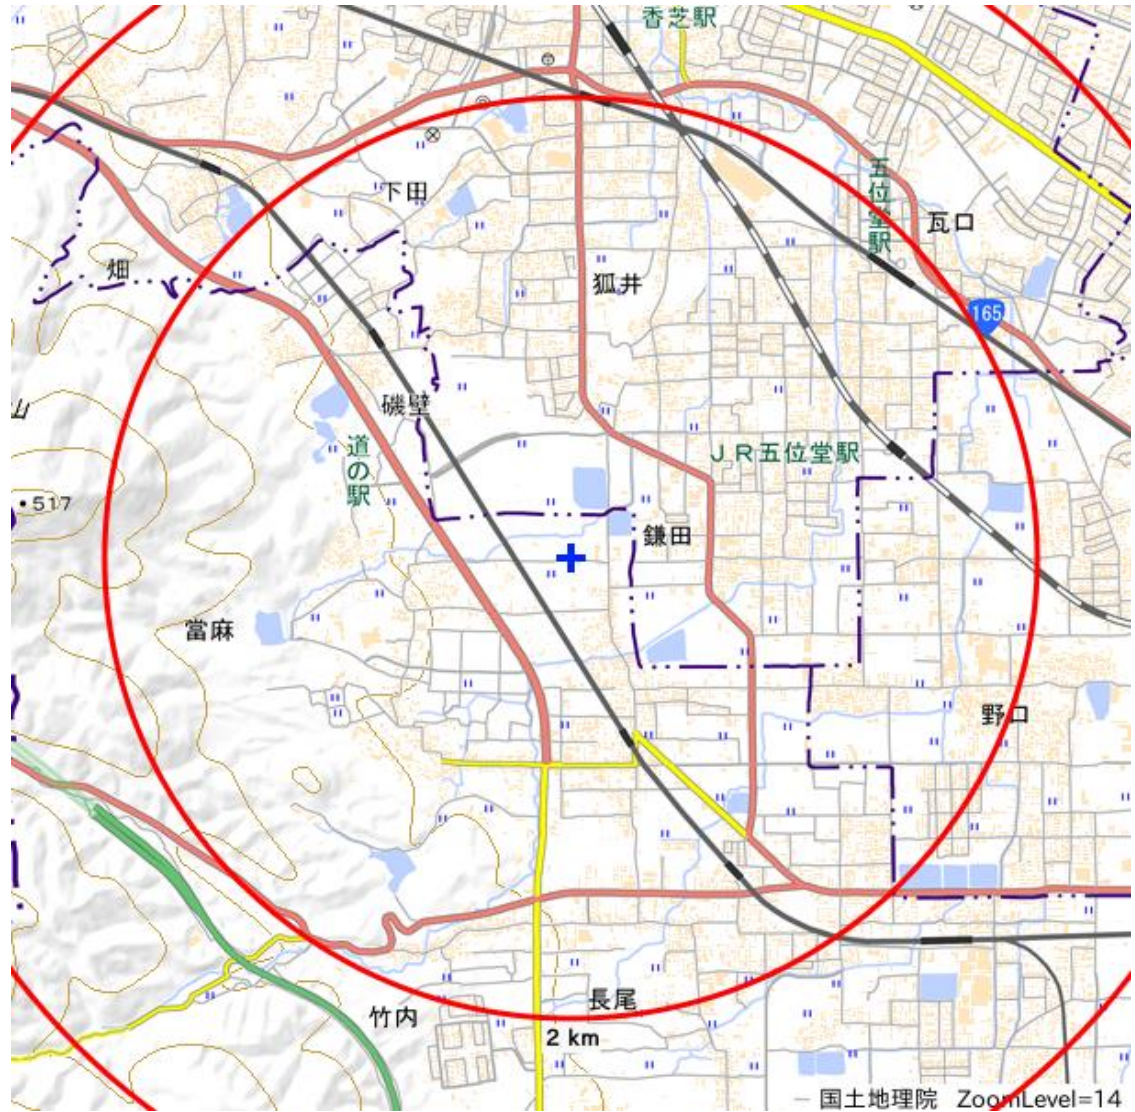 香芝駅
五位堂駅
下田
瓦口
畑
狐井
165
磯壁
道の駅
JR五位堂駅
山
517
鎌田
當麻
野口
長尾
竹内
2 km
国土地理院 ZoomLevel=14